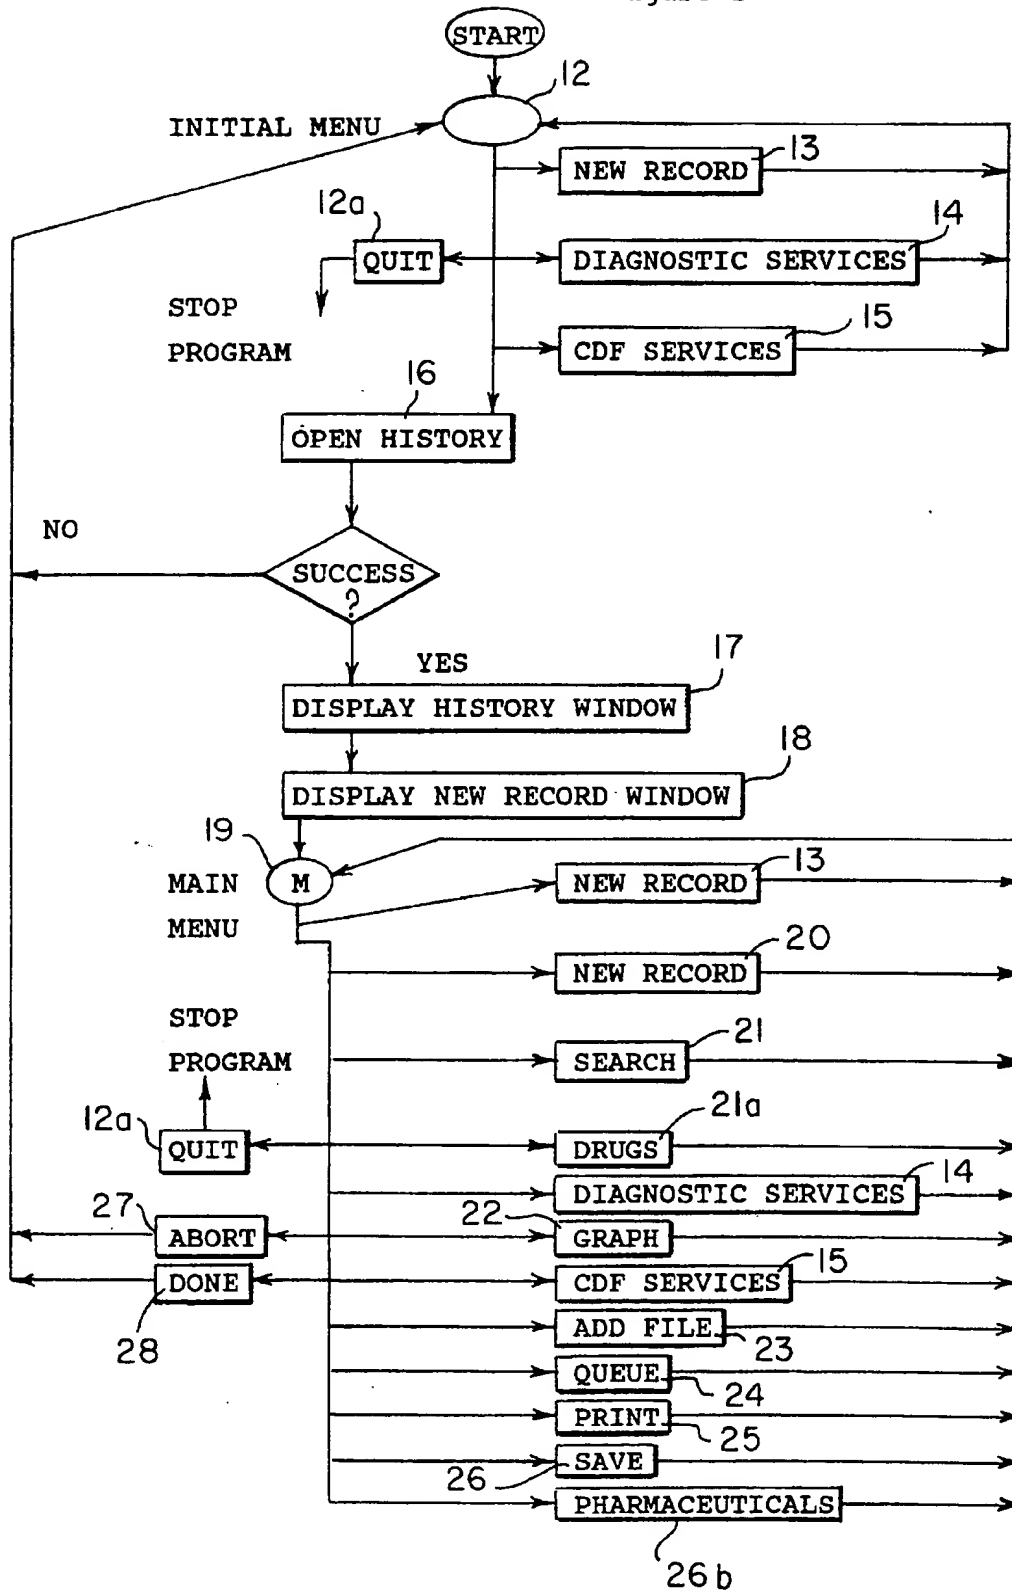 START
12
INITIAL MENU
13
NEW RECORD
12a
14
QUIT
DIAGNOSTIC SERVICES
STOP
PROGRAM
15
CDF SERVICES
16
OPEN HISTORY
NO
SUCCESS
?
YES
17
DISPLAY HISTORY WINDOW
18
DISPLAY NEW RECORD WINDOW
19
M
MAIN
MENU
13
NEW RECORD
20
NEW RECORD
STOP
PROGRAM
21
SEARCH
12a
QUIT
21a
DRUGS
14
DIAGNOSTIC SERVICES
27
ABORT
22
GRAPH
28
DONE
15
CDF SERVICES
ADD FILE
23
QUEUE
24
PRINT
25
26
SAVE
PHARMACEUTICALS
26b